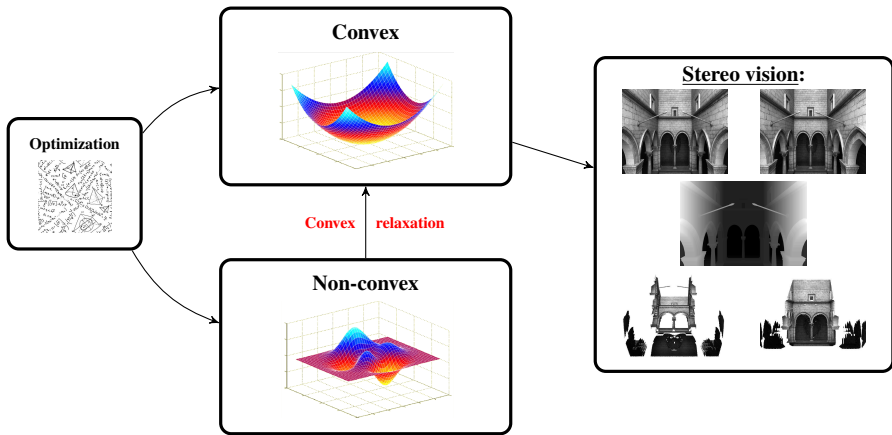 Optimization
Convex
Convex relaxation
Non-convex
Stereo vision: